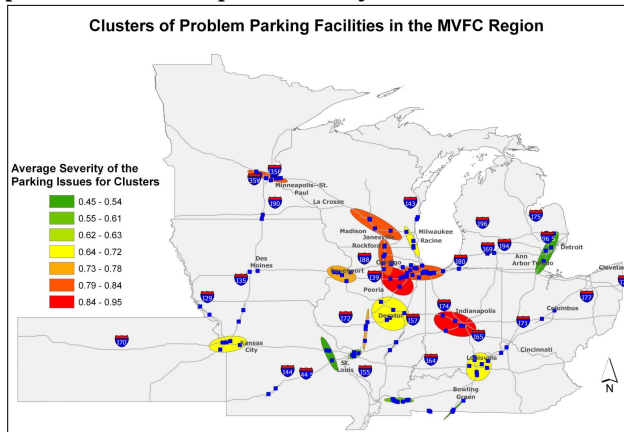 Clusters of Problem Parking Facilities in the MVFC Region
Average Severity of the
Parking Issues for Clusters
0.45 - 0.54
0.55 - 0.61
0.62 - 0.63
0.64 - 0.72
0.73 - 0.78
0.79 - 0.84
0.84 - 0.95
I35E
Minneapolis--St.
Paul
I90
La Crosse
I43
Madison
Janesville
Rockford
Milwaukee
Racine
I96
I75
I69
I94
Detroit
Ann
Arbor
I80
I88
I39
Peoria
Des
Moines
I35
I29
Cleveland
I77
I74
Columbus
I72
Decatur
I57
Indianapolis
I71
I65
I70
Kansas
City
St.
Louis
I55
I64
Louisville
Cincinnati
I44
Bowling
Green
N